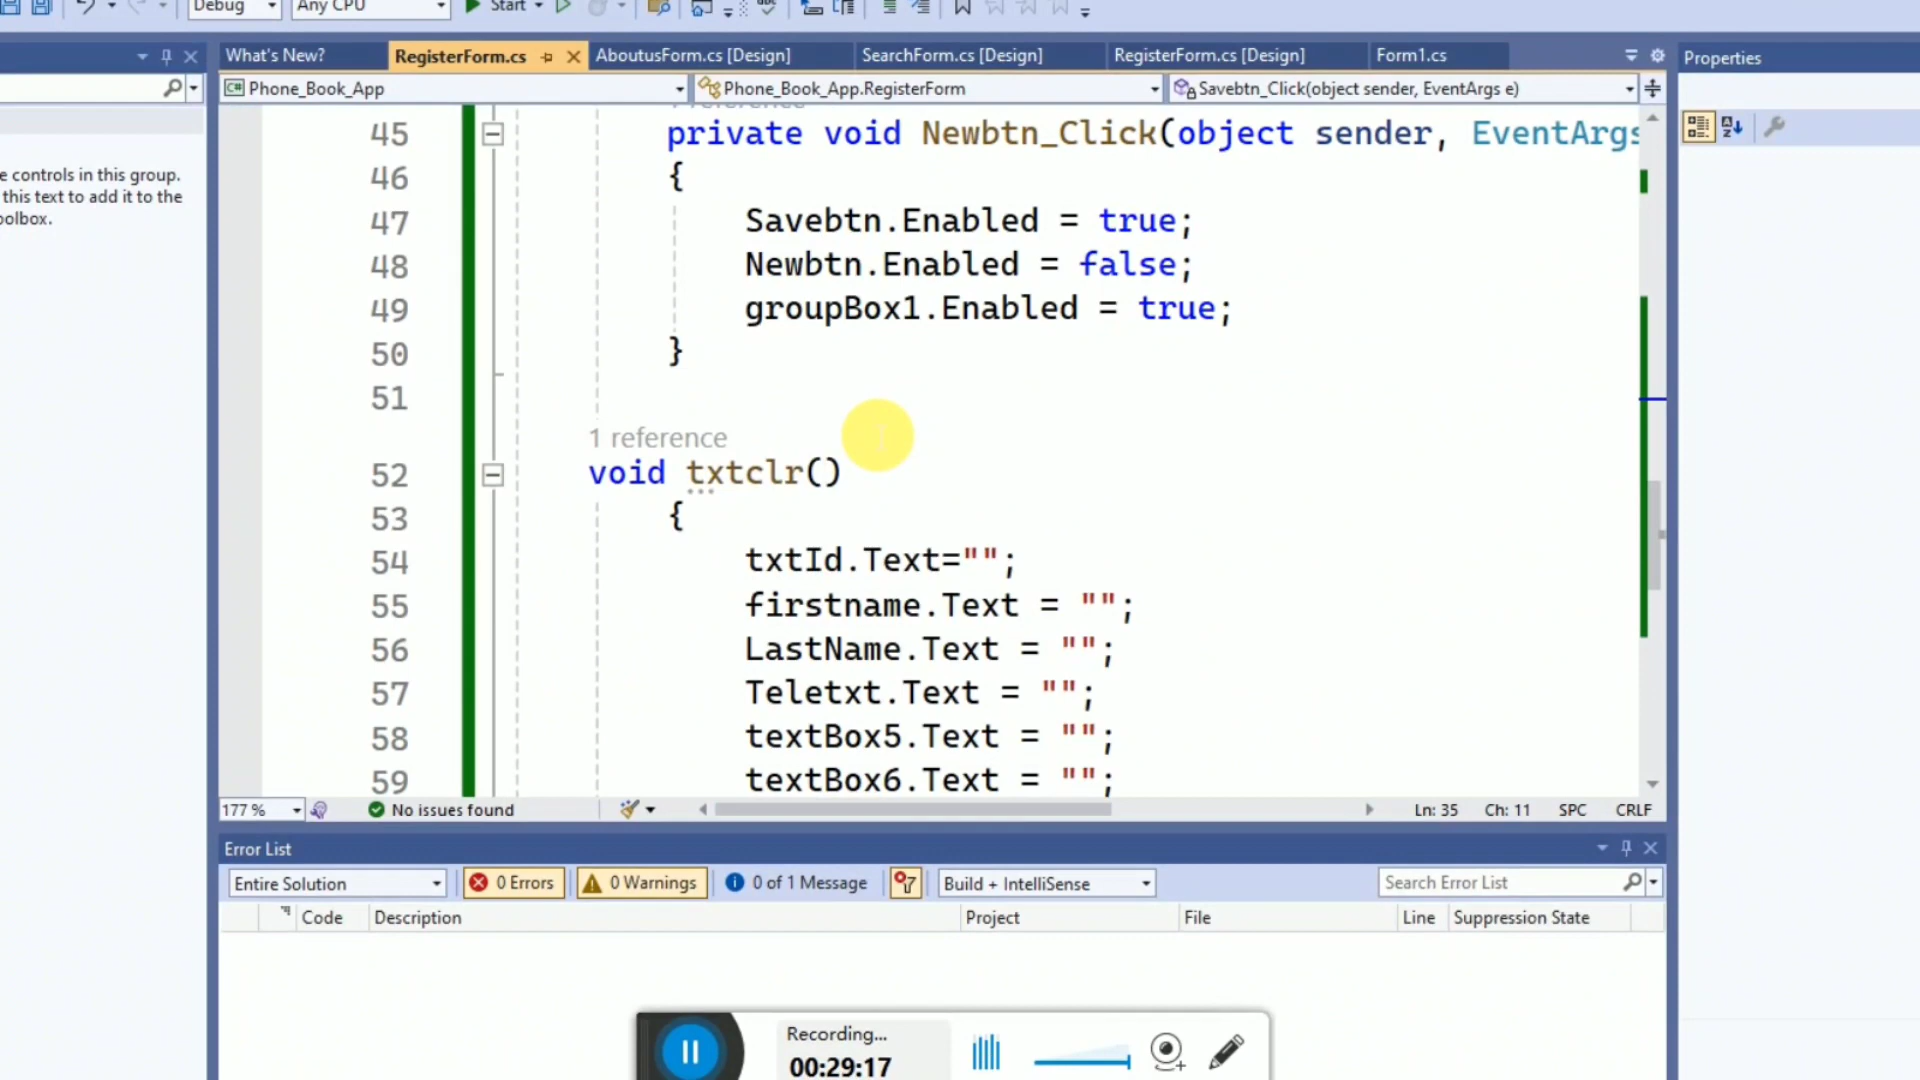 Debug
Any CPU
Start
What's New?
RegisterForm.cs
AboutusForm.cs [Design]
SearchForm.cs [Design]
RegisterForm.cs [Design]
Form1.cs
Properties
C# Phone_Book_App
Phone_Book_App.RegisterForm
Savebtn_Click(object sender, EventArgs e)
e controls in this group.
this text to add it to the
oolbox.
reference
45 private void Newbtn_Click(object sender, EventArgs
46 {
47 Savebtn.Enabled = true;
48 Newbtn.Enabled = false;
49 groupBox1.Enabled = true;
50 }
51
1 reference
52 void txtclr()
53 {
54 txtId.Text="";
55 firstname.Text = "";
56 LastName.Text = "";
57 Teletxt.Text = "";
58 textBox5.Text = "";
59 textBox6.Text = "";
177 %
No issues found
Ln: 35 Ch: 11 SPC CRLF
Error List
Entire Solution
0 Errors
0 Warnings
0 of 1 Message
Build + IntelliSense
Search Error List
Code Description Project File Line Suppression State
Recording...
00:29:17